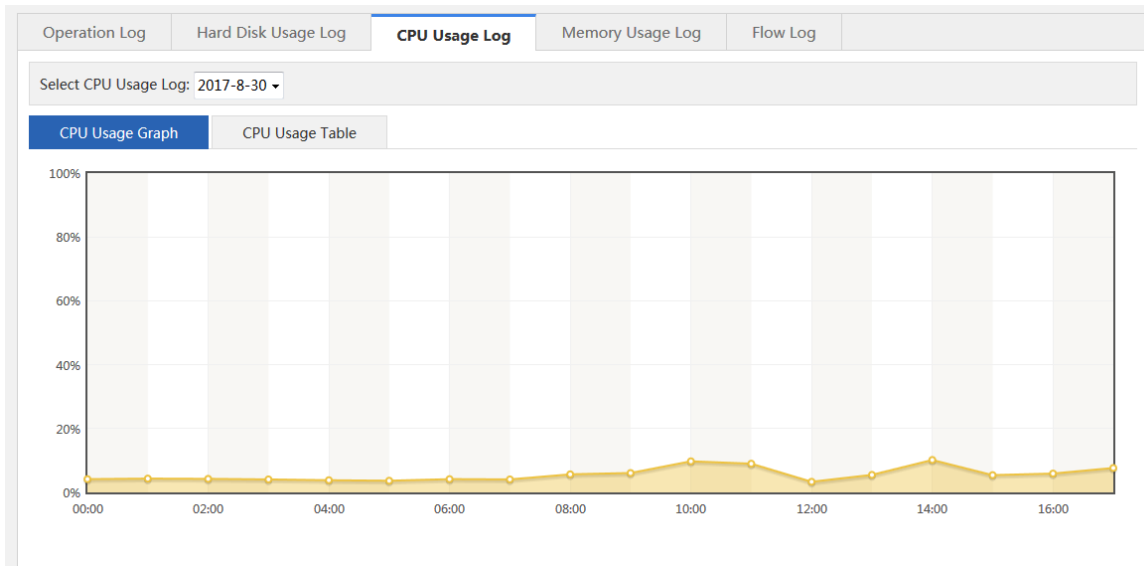 Operation Log Hard Disk Usage Log CPU Usage Log Memory Usage Log Flow Log
Select CPU Usage Log: 2017-8-30
CPU Usage Graph CPU Usage Table
100%
80%
60%
40%
20%
0%
00:00 02:00 04:00 06:00 08:00 10:00 12:00 14:00 16:00